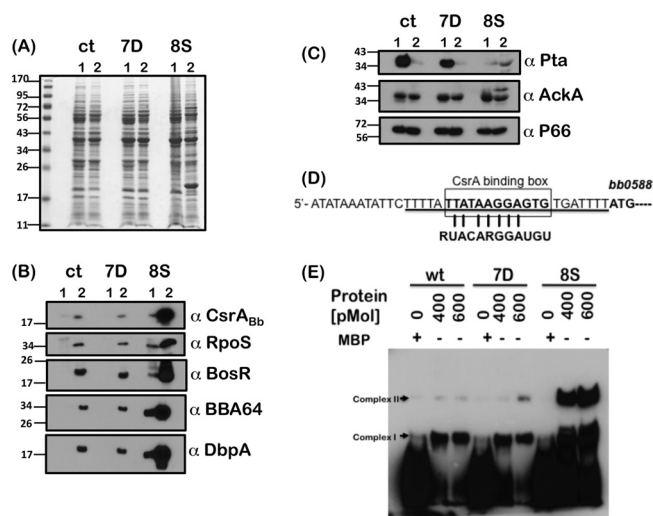 (A)
ct 7D 8S
1 2 1 2 1 2
170
95
72
56
43
34
26
17
11
(B)
ct 7D 8S
1 2 1 2 1 2
17 α CsrABb
34 α RpoS
26
17 α BosR
34
26 α BBA64
17 α DbpA
(C)
ct 7D 8S
1 2 1 2 1 2
43
34 α Pta
43
34 α AckA
72
56 α P66
(D)
CsrA binding box
bb0588
5'- ATATAAATATTCTTTTTA TTATAAGGAGTG TGATTTTATG----
RUACARGGAUGU
(E)
wt 7D 8S
Protein [pMol] 0 400 600 0 400 600 0 400 600
MBP + - - + - - + - -
Complex II
Complex I